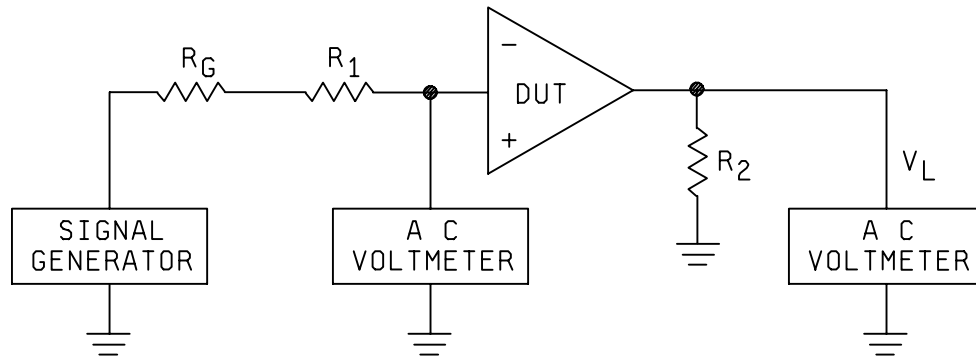 R_G
R_1
−
DUT
+
R_2
V_L
SIGNAL
GENERATOR
A C
VOLTMETER
A C
VOLTMETER